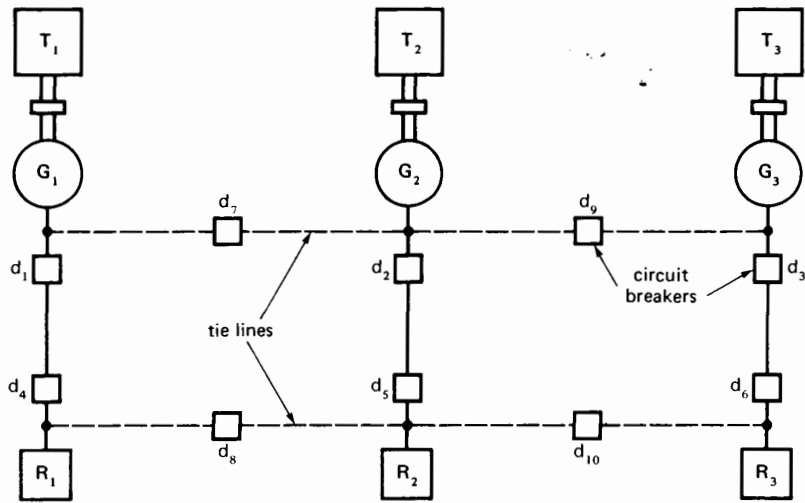 T₁ T₂ T₃
G₁ G₂ G₃
d₇ d₉
d₁ d₂ d₃
circuit
breakers
tie lines
d₄ d₅ d₆
d₈ d₁₀
R₁ R₂ R₃